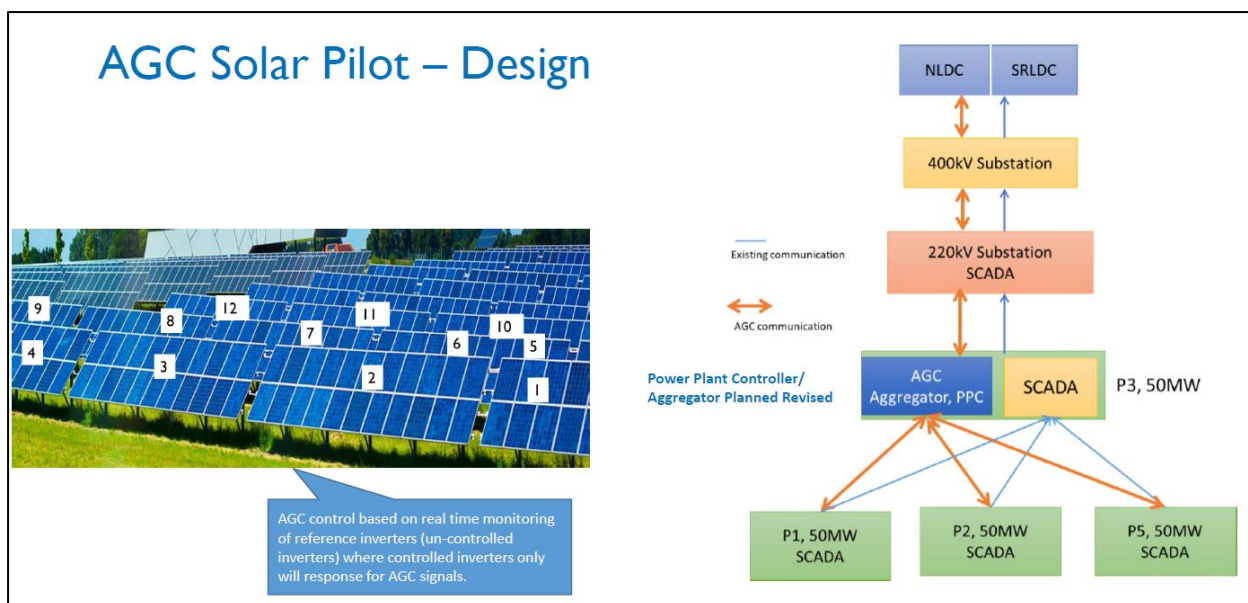 AGC Solar Pilot – Design
9
4
8
3
12
7
11
2
6
10
5
1
AGC control based on real time monitoring
of reference inverters (un-controlled
inverters) where controlled inverters only
will response for AGC signals.
NLDC
SRLDC
400kV Substation
220kV Substation
SCADA
Existing communication
AGC communication
Power Plant Controller/
Aggregator Planned Revised
AGC
Aggregator, PPC
SCADA
P3, 50MW
P1, 50MW
SCADA
P2, 50MW
SCADA
P5, 50MW
SCADA